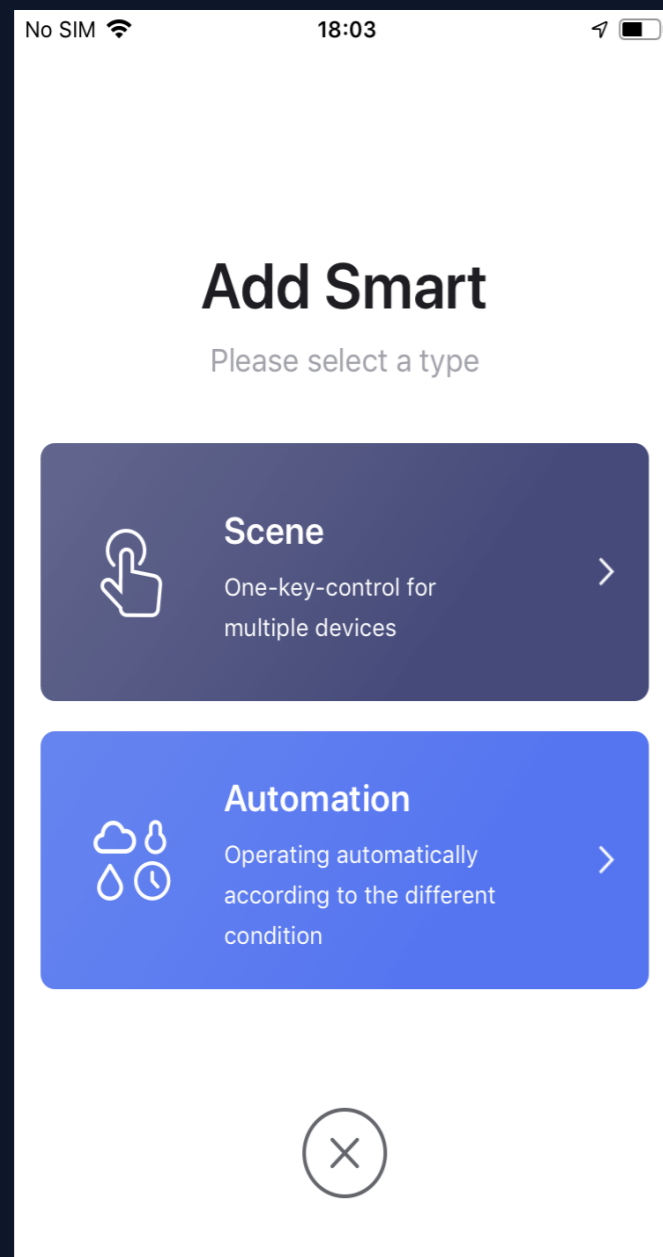 No SIM 18:03
Add Smart
Please select a type
Scene
One-key-control for
multiple devices
Automation
Operating automatically
according to the different
condition